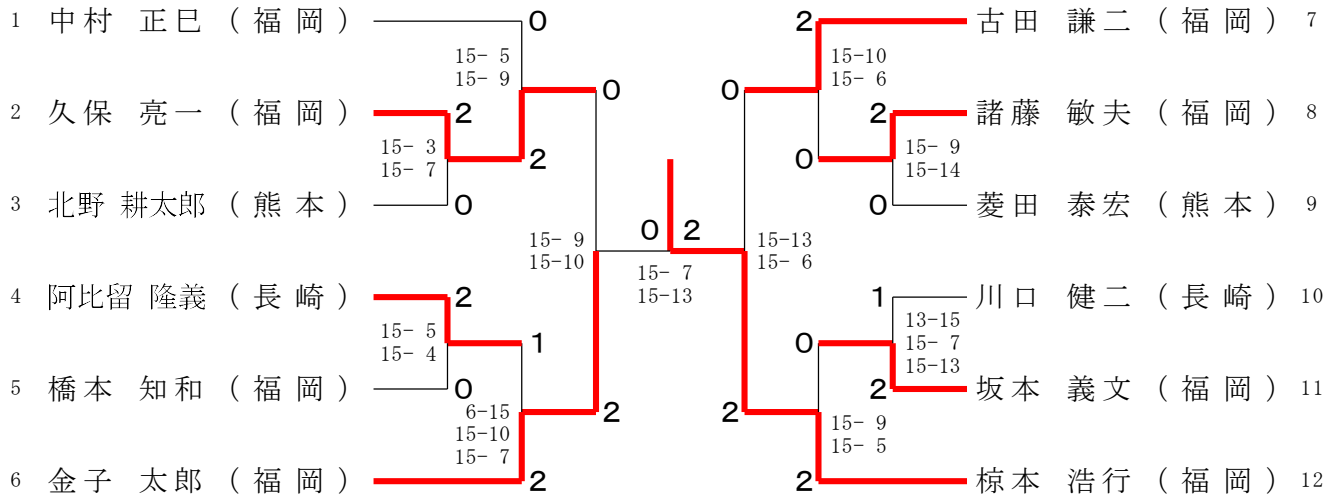 1 中村 正巳 (福岡) 0 2 古田 謙二 (福岡) 7
15- 5 15-10
15- 9 15- 6
0 0
2 久保 亮一 (福岡) 2 2 諸藤 敏夫 (福岡) 8
15- 3 15- 9
15- 7 15-14
2 0
3 北野 耕太郎 (熊本) 0 0 菱田 泰宏 (熊本) 9
0 2
15- 9 15-13
15-10 15- 6
15- 7
15-13
4 阿比留 隆義 (長崎) 2 1 川口 健二 (長崎) 10
15- 5 13-15
15- 4 15- 7
15-13
1 0
5 橋本 知和 (福岡) 0 2 坂本 義文 (福岡) 11
2 2
6-15 15- 9
15-10 15- 5
15- 7
6 金子 太郎 (福岡) 2 2 椋本 浩行 (福岡) 12